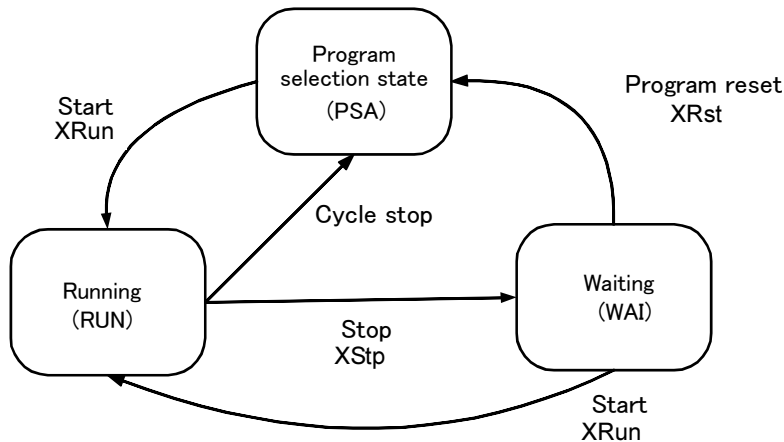 Program
selection state
(PSA)
Program reset
XRst
Start
XRun
Cycle stop
Running
(RUN)
Waiting
(WAI)
Stop
XStp
Start
XRun